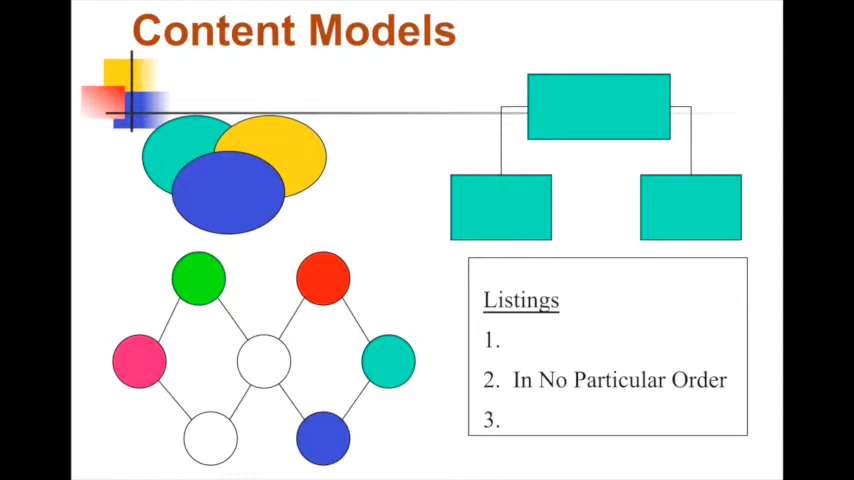 Content Models
Listings
1.
2. In No Particular Order
3.